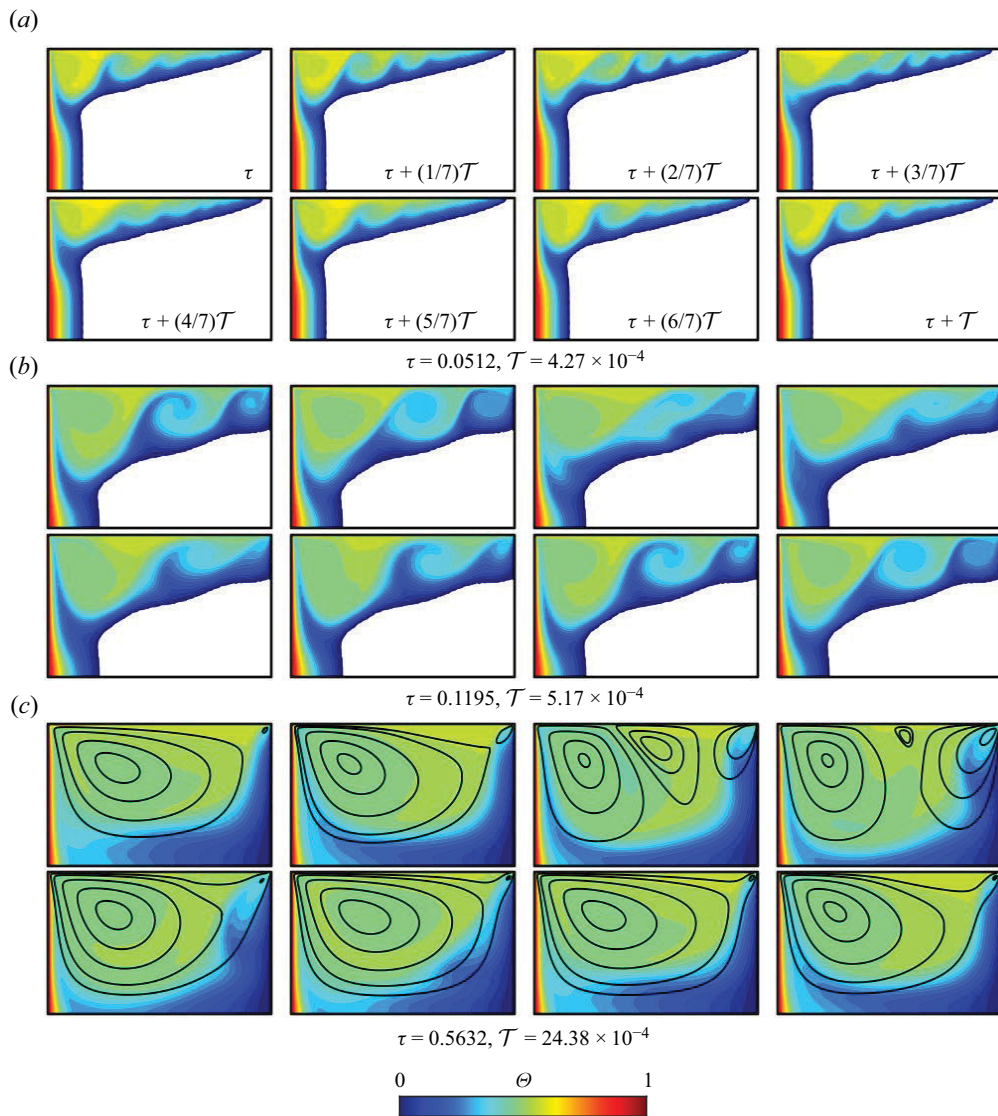 (a)
τ
τ + (1/7)𝒯
τ + (2/7)𝒯
τ + (3/7)𝒯
τ + (4/7)𝒯
τ + (5/7)𝒯
τ + (6/7)𝒯
τ + 𝒯
τ = 0.0512, 𝒯 = 4.27 × 10⁻⁴
(b)
τ = 0.1195, 𝒯 = 5.17 × 10⁻⁴
(c)
τ = 0.5632, 𝒯 = 24.38 × 10⁻⁴
0 Θ 1